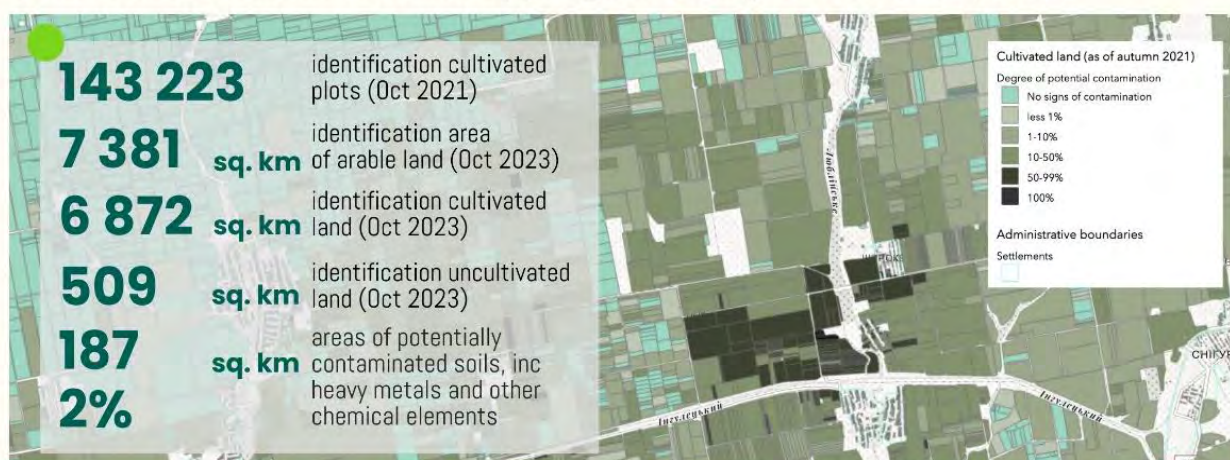 143 223
identification cultivated
plots (Oct 2021)
7 381 sq. km
identification area
of arable land (Oct 2023)
6 872 sq. km
identification cultivated
land (Oct 2023)
509 sq. km
identification uncultivated
land (Oct 2023)
187 sq. km
2%
areas of potentially
contaminated soils, inc
heavy metals and other
chemical elements
Cultivated land (as of autumn 2021)
Degree of potential contamination
No signs of contamination
less 1%
1-10%
10-50%
50-99%
100%
Administrative boundaries
Settlements
Інгулецький
Інгулецький